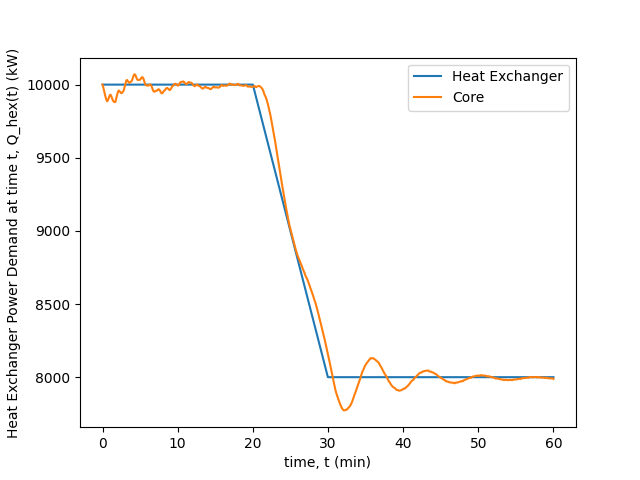 Heat Exchanger Power Demand at time t, Q_hex(t) (kW)
10000
9500
9000
8500
8000
Heat Exchanger
Core
0 10 20 30 40 50 60
time, t (min)